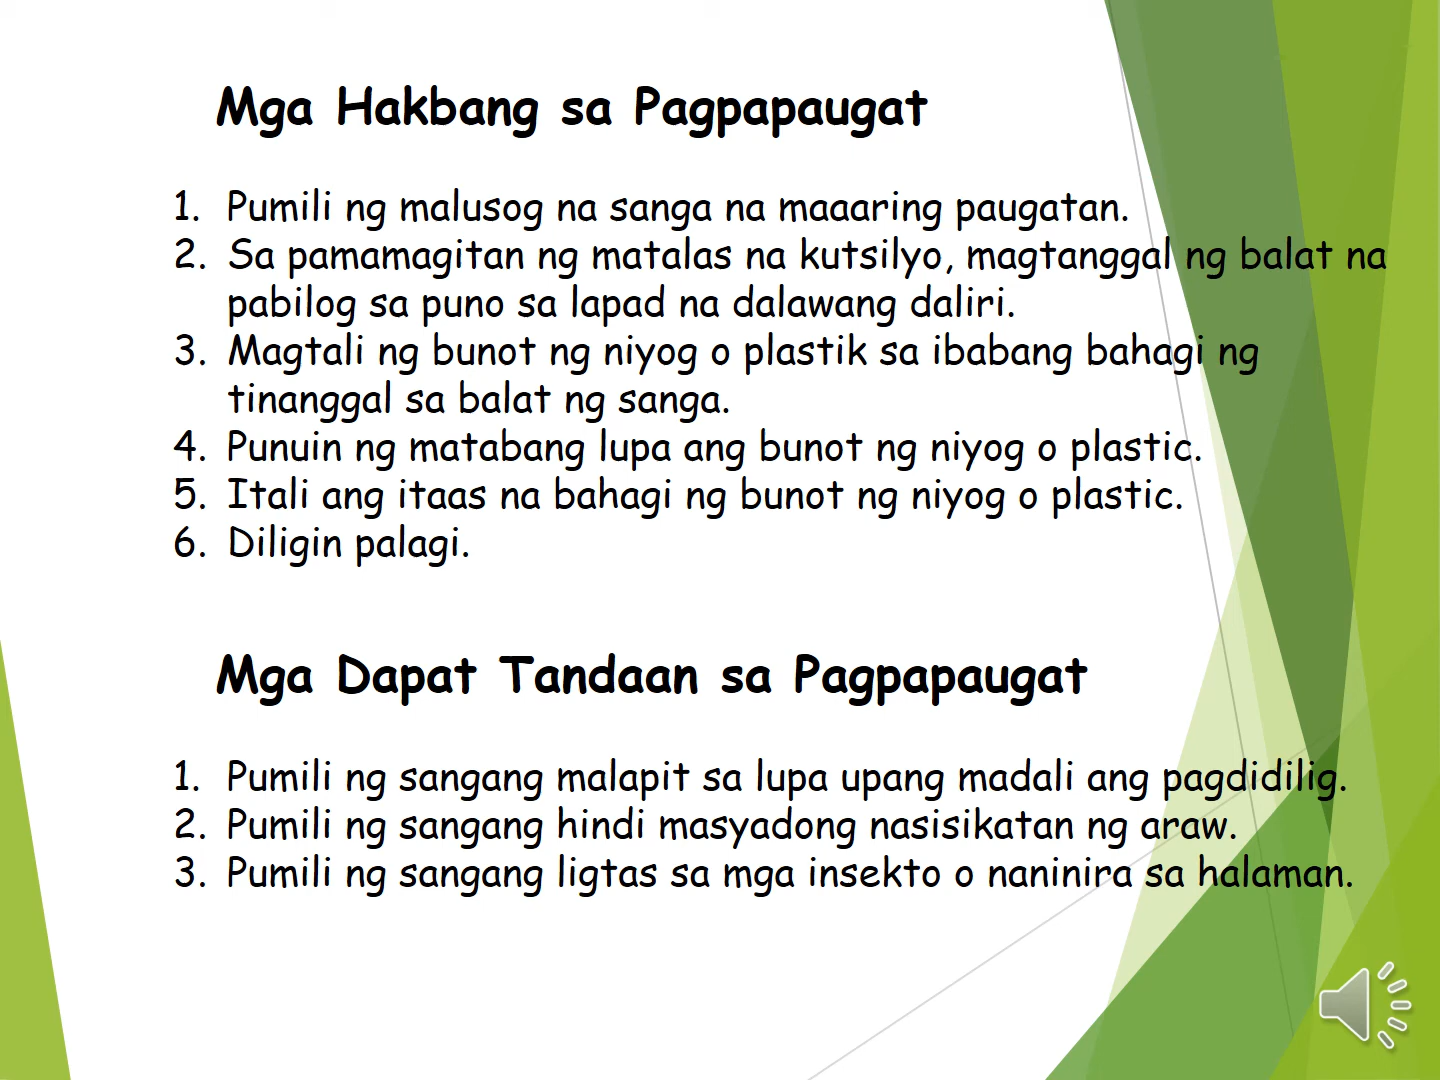 Mga Hakbang sa Pagpapaugat
1. Pumili ng malusog na sanga na maaaring paugatan.
2. Sa pamamagitan ng matalas na kutsilyo, magtanggal ng balat na
pabilog sa puno sa lapad na dalawang daliri.
3. Magtali ng bunot ng niyog o plastik sa ibabang bahagi ng
tinanggal sa balat ng sanga.
4. Punuin ng matabang lupa ang bunot ng niyog o plastic.
5. Itali ang itaas na bahagi ng bunot ng niyog o plastic.
6. Diligin palagi.
Mga Dapat Tandaan sa Pagpapaugat
1. Pumili ng sangang malapit sa lupa upang madali ang pagdidilig.
2. Pumili ng sangang hindi masyadong nasisikatan ng araw.
3. Pumili ng sangang ligtas sa mga insekto o naninira sa halaman.